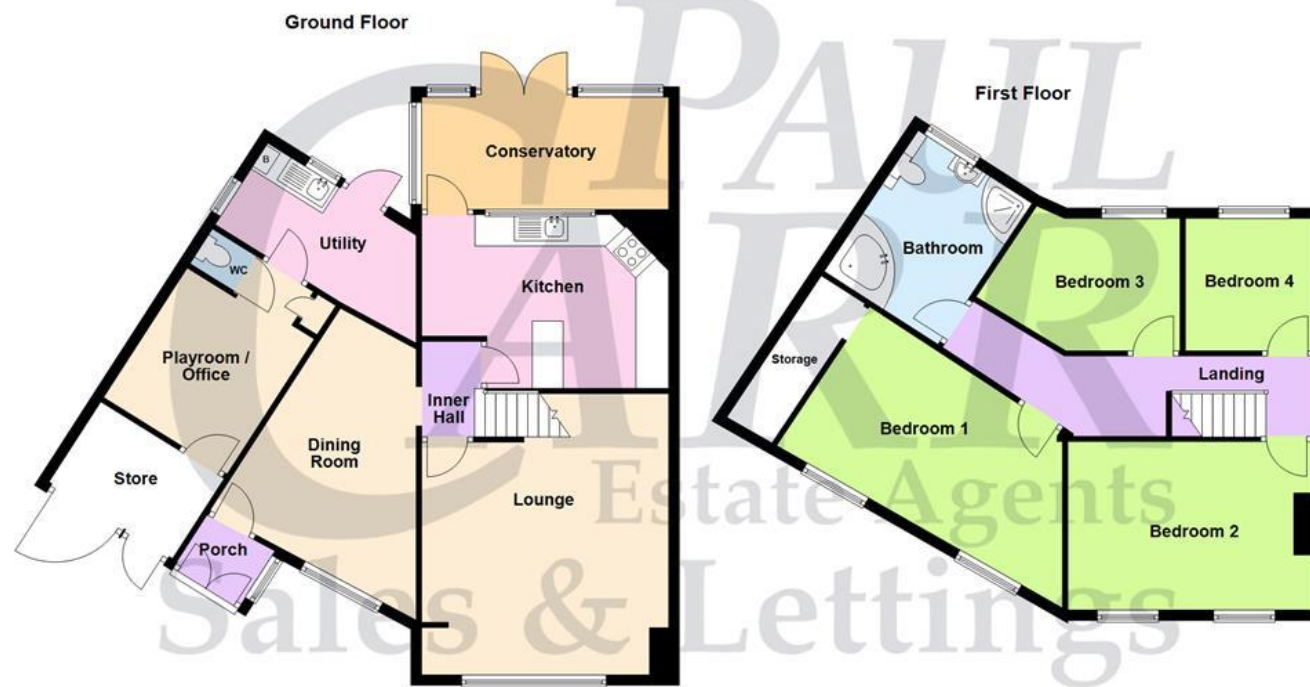 Ground Floor
Conservatory
B
Utility
WC
Kitchen
Playroom /
Office
Inner
Hall
Dining
Room
Lounge
Store
Porch
First Floor
Bathroom
Bedroom 3
Bedroom 4
Storage
Landing
Bedroom 1
Bedroom 2
PAUL
CARR
Estate Agents
Sales & Lettings